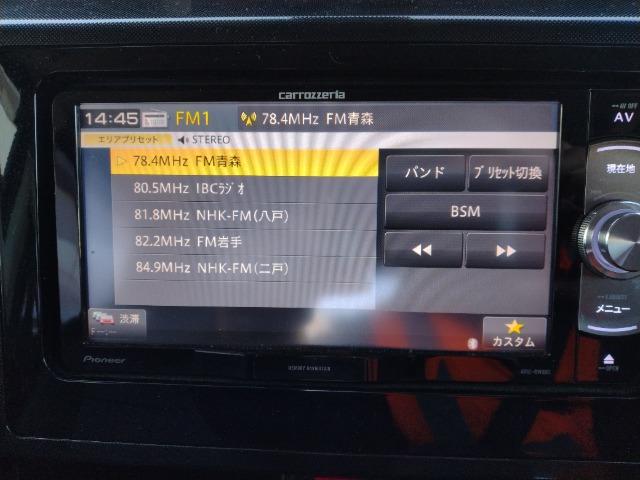 carrozzeria
14:45 FM1 78.4MHz FM青森
エリアプリセット STEREO
78.4MHz FM青森
80.5MHz IBCラジオ
81.8MHz NHK-FM(八戸)
82.2MHz FM岩手
84.9MHz NHK-FM(二戸)
バンド
プリセット切換
BSM
渋滞
カスタム
Pioneer
AV OFF
AV
現在地
メニュー
OPEN